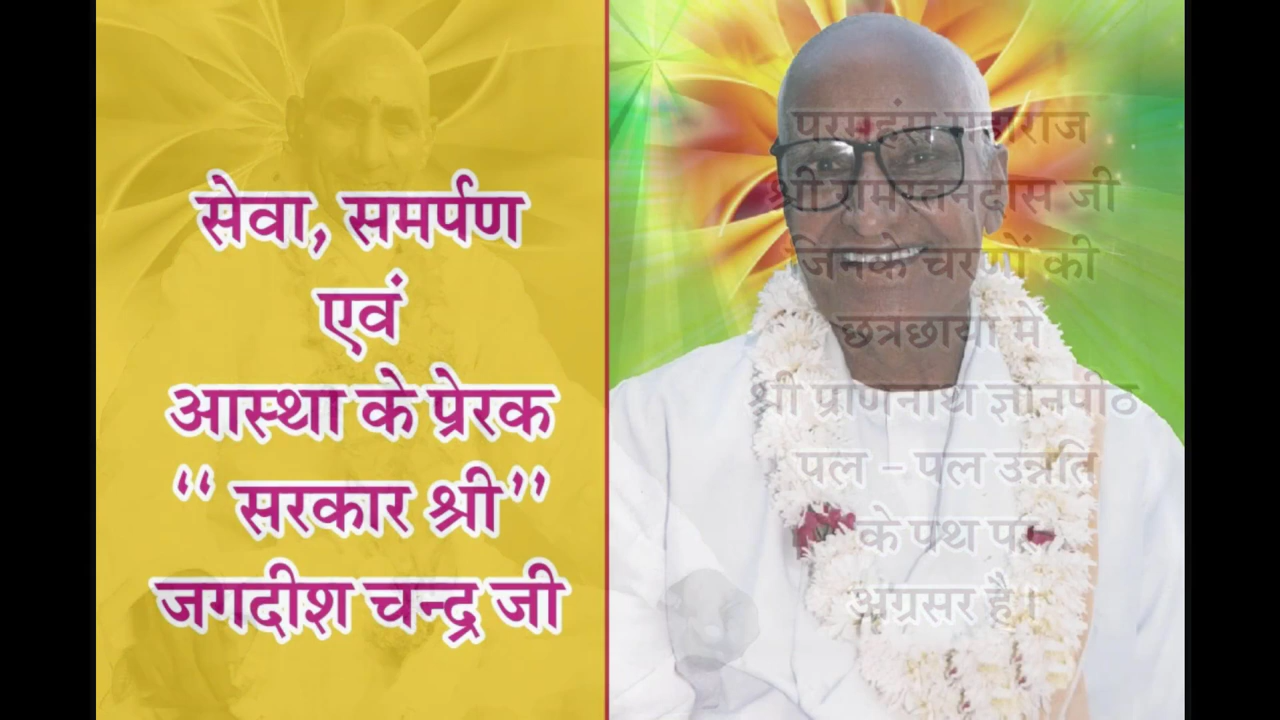 सेवा, समर्पण
एवं
आस्था के प्रेरक
“ सरकार श्री”
जगदीश चन्द्र जी
परमहंस महाराज
श्री रामरतनदास जी
जिनके चरणों की
छत्रछाया में
श्री प्राणनाथ ज्ञानपीठ
पल – पल उन्नति
के पथ पर
अग्रसर है।